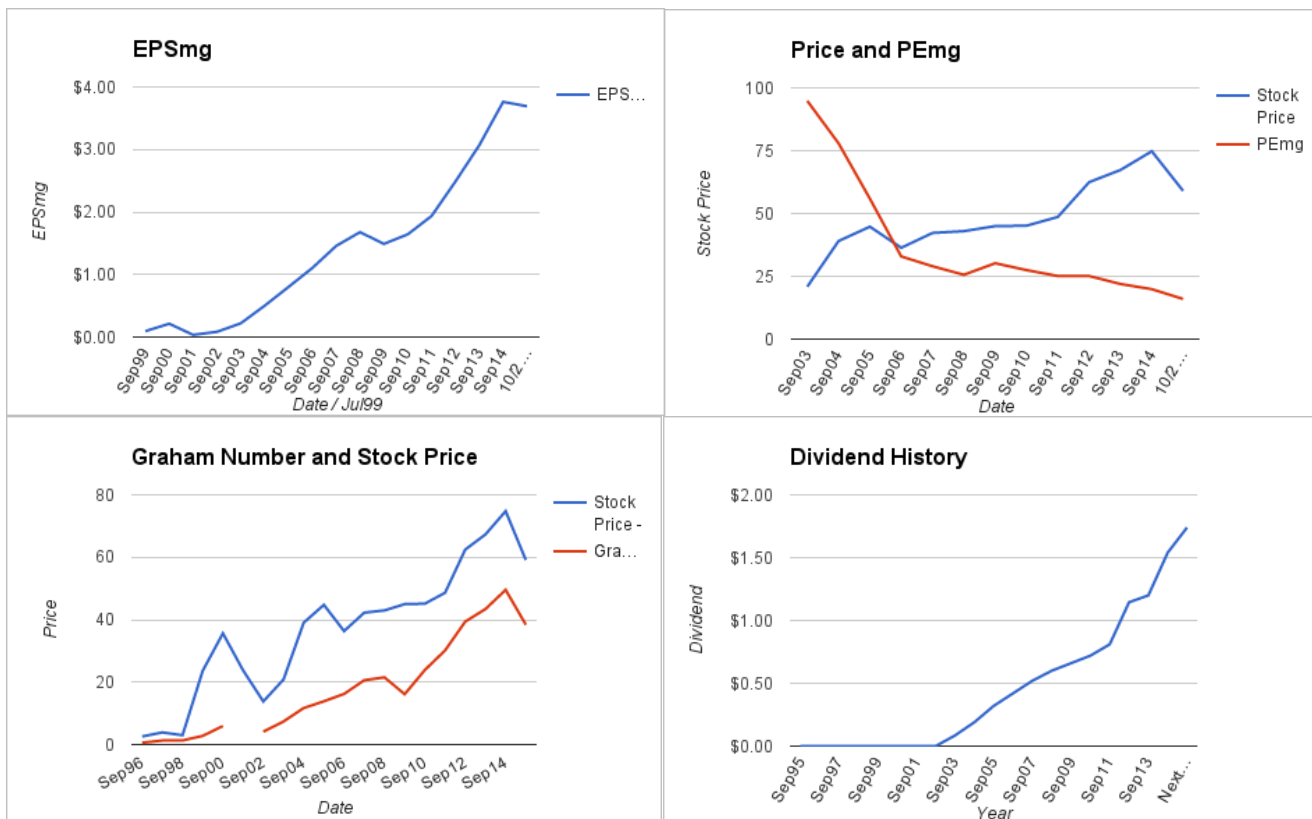 EPSmg
$4.00
$3.00
$2.00
$1.00
$0.00
EPSmg
EPS...
Sep99
Sep00
Sep01
Sep02
Sep03
Sep04
Sep05
Sep06
Sep07
Sep08
Sep09
Sep10
Sep11
Sep12
Sep13
Sep14
10/2...
Date / Jul99
Price and PEmg
100
75
50
25
0
Stock Price
Stock
Price
PEmg
Sep03
Sep04
Sep05
Sep06
Sep07
Sep08
Sep09
Sep10
Sep11
Sep12
Sep13
Sep14
10/2...
Date
Graham Number and Stock Price
80
60
40
20
0
Price
Stock
Price -
Gra...
Sep96
Sep98
Sep00
Sep02
Sep04
Sep06
Sep08
Sep10
Sep12
Sep14
Date
Dividend History
$2.00
$1.50
$1.00
$0.50
$0.00
Dividend
Sep95
Sep97
Sep99
Sep01
Sep03
Sep05
Sep07
Sep09
Sep11
Sep13
Next...
Year